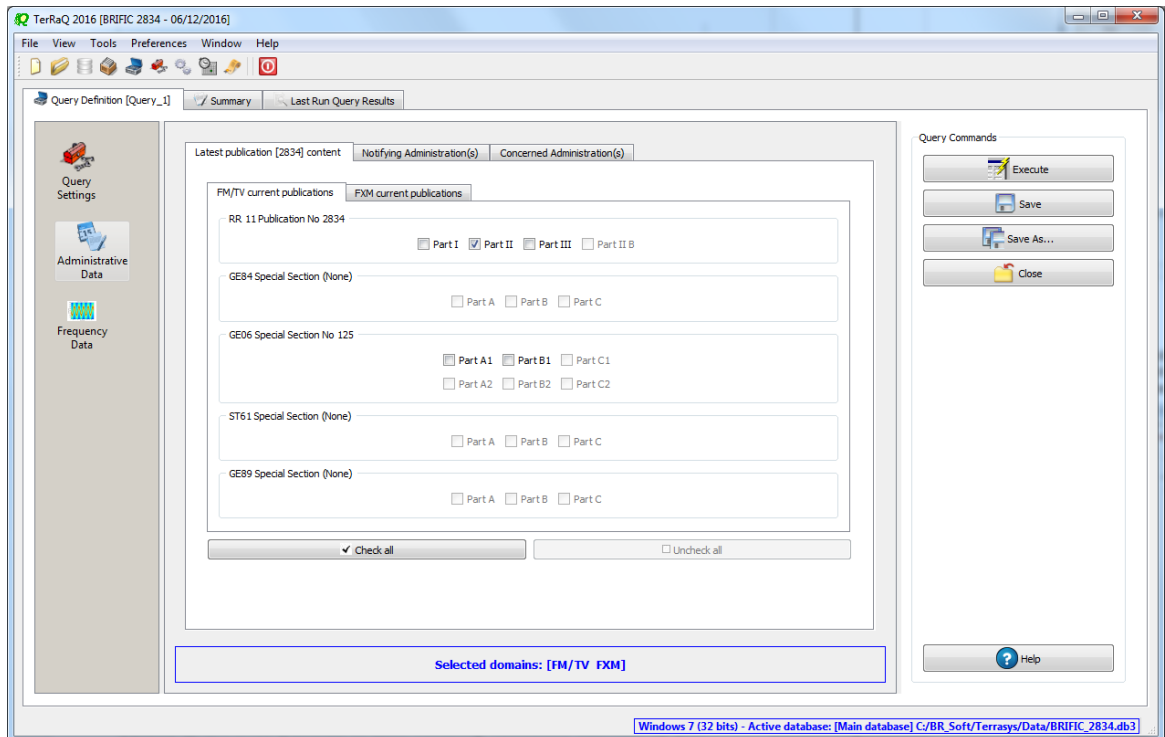 TerRaQ 2016 [BRIFIC 2834 - 06/12/2016]
File View Tools Preferences Window Help
Query Definition [Query_1] Summary Last Run Query Results
Query
Settings
Administrative
Data
Frequency
Data
Latest publication [2834] content Notifying Administration(s) Concerned Administration(s)
FM/TV current publications FXM current publications
RR 11 Publication No 2834
Part I Part II Part III Part II B
GE84 Special Section (None)
Part A Part B Part C
GE06 Special Section No 125
Part A1 Part B1 Part C1
Part A2 Part B2 Part C2
ST61 Special Section (None)
Part A Part B Part C
GE89 Special Section (None)
Part A Part B Part C
Check all Uncheck all
Selected domains: [FM/TV FXM]
Query Commands
Execute
Save
Save As...
Close
Help
Windows 7 (32 bits) - Active database: [Main database] C:/BR_Soft/Terrasys/Data/BRIFIC_2834.db3